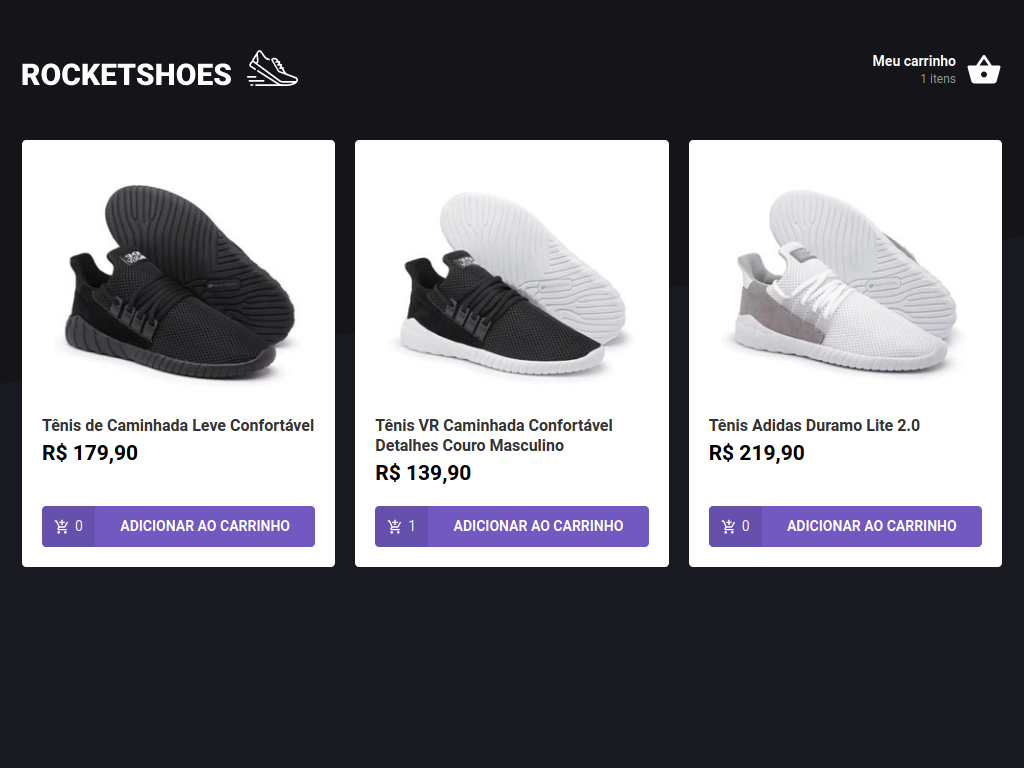 ROCKETSHOES
Meu carrinho
1 itens
Tênis de Caminhada Leve Confortável
R$ 179,90
0 ADICIONAR AO CARRINHO
Tênis VR Caminhada Confortável
Detalhes Couro Masculino
R$ 139,90
1 ADICIONAR AO CARRINHO
Tênis Adidas Duramo Lite 2.0
R$ 219,90
0 ADICIONAR AO CARRINHO